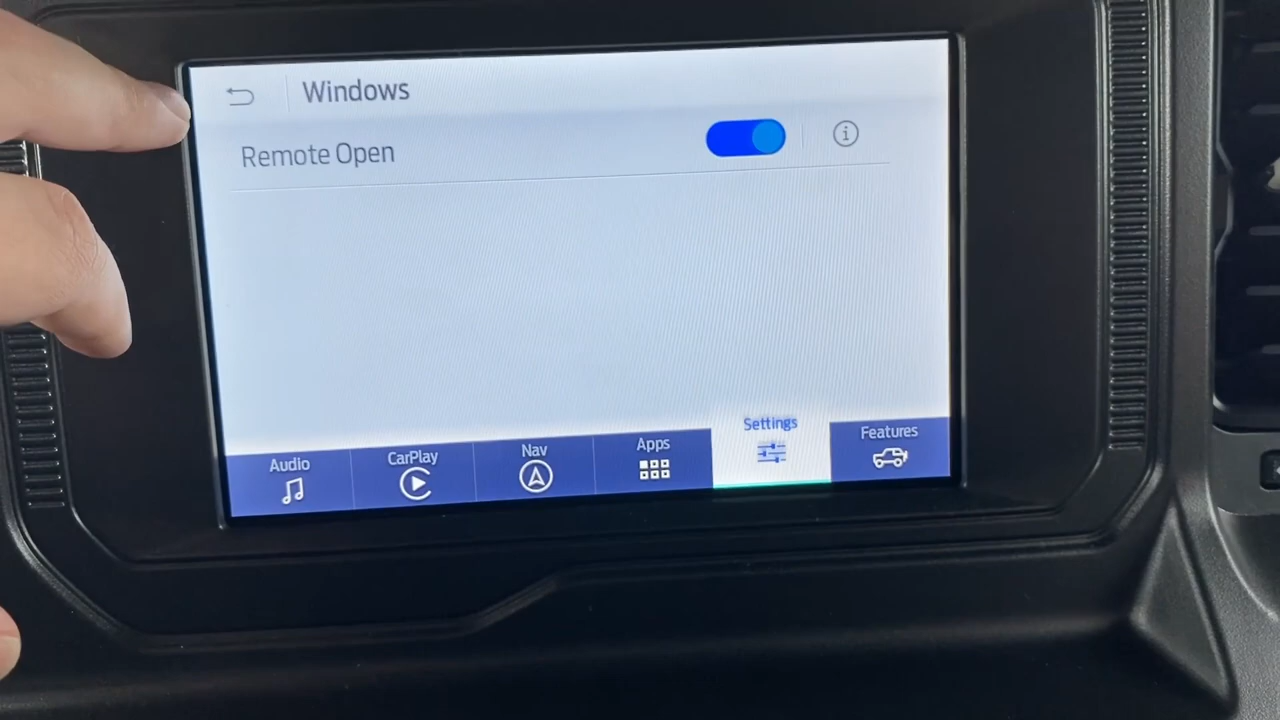 Windows
Remote Open
Audio
CarPlay
Nav
Apps
Settings
Features